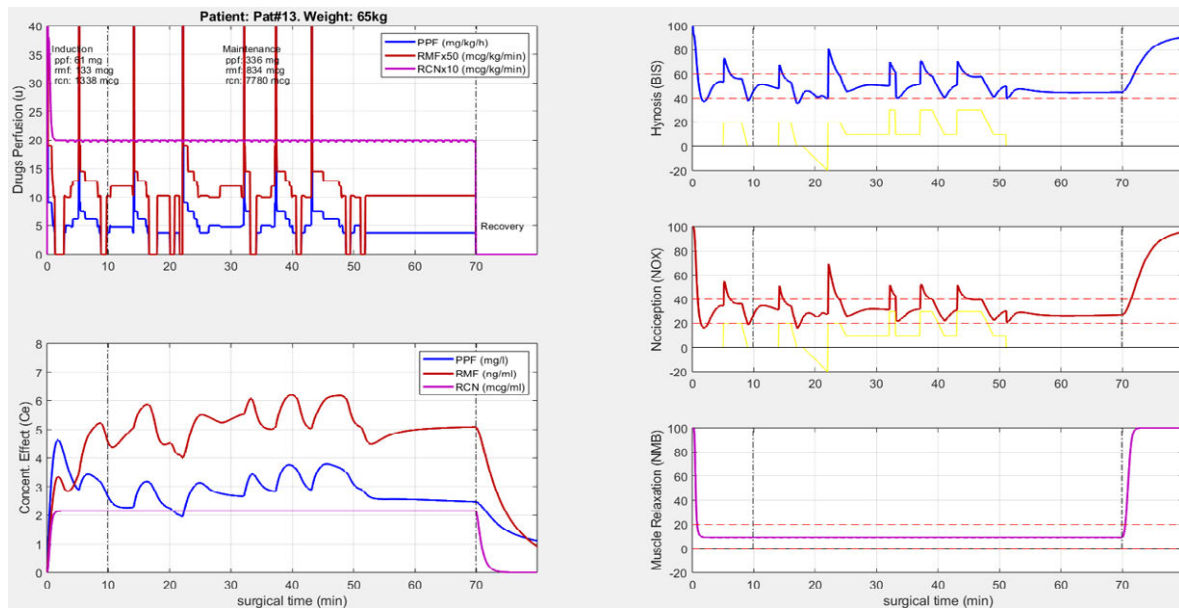 Patient: Pat#13. Weight: 65kg
Drugs Perfusion (u)
40
35
30
25
20
15
10
5
0
Induction
ppf: 61 mg
rmf: 133 mcg
rcn: 1338 mcg
Maintenance
ppf: 336 mg
rmf: 834 mg
rcn: 7780 mcg
PPF (mg/kg/h)
RMFx50 (mcg/kg/min)
RCNx10 (mcg/kg/min)
Recovery
0 10 20 30 40 50 60 70
Concent. Effect (Ce)
8
7
6
5
4
3
2
1
0
PPF (mg/l)
RMF (ng/ml)
RCN (mcg/ml)
0 10 20 30 40 50 60 70
surgical time (min)
Hynosis (BIS)
100
80
60
40
20
0
-20
0 10 20 30 40 50 60 70
Nociception (NOX)
100
80
60
40
20
0
-20
0 10 20 30 40 50 60 70
Muscle Relaxation (NMB)
100
80
60
40
20
0
-20
0 10 20 30 40 50 60 70
surgical time (min)